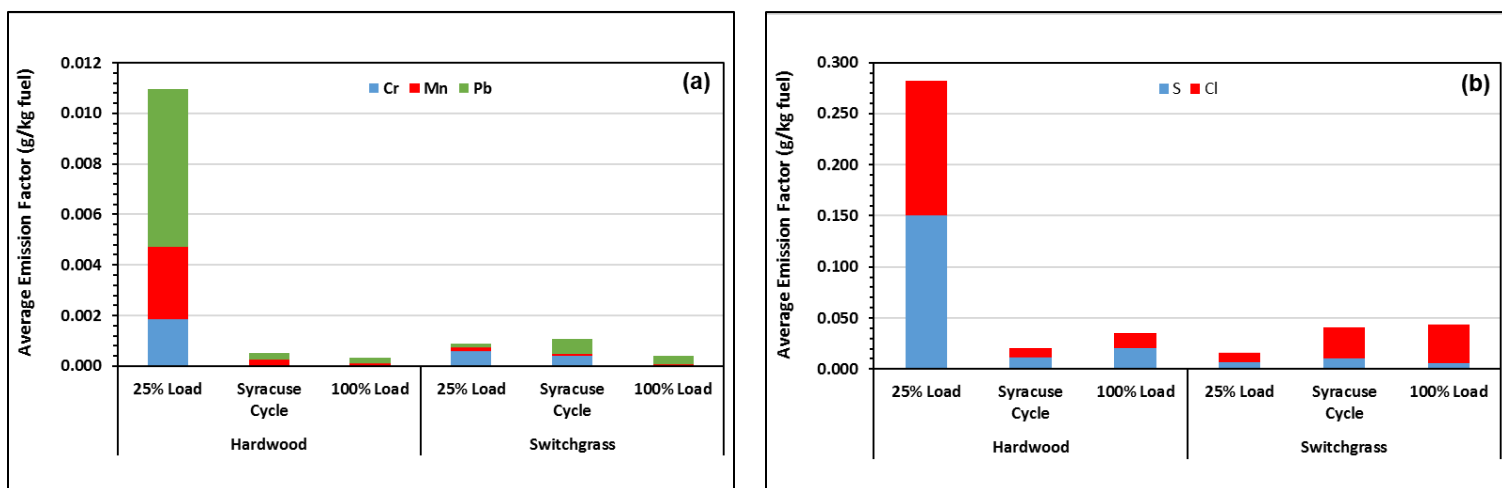 Average Emission Factor (g/kg fuel)
0.012
0.010
0.008
0.006
0.004
0.002
0.000
Cr Mn Pb
(a)
25% Load Syracuse Cycle 100% Load 25% Load Syracuse Cycle 100% Load
Hardwood Switchgrass
Average Emission Factor (g/kg fuel)
0.300
0.250
0.200
0.150
0.100
0.050
0.000
S Cl
(b)
25% Load Syracuse Cycle 100% Load 25% Load Syracuse Cycle 100% Load
Hardwood Switchgrass